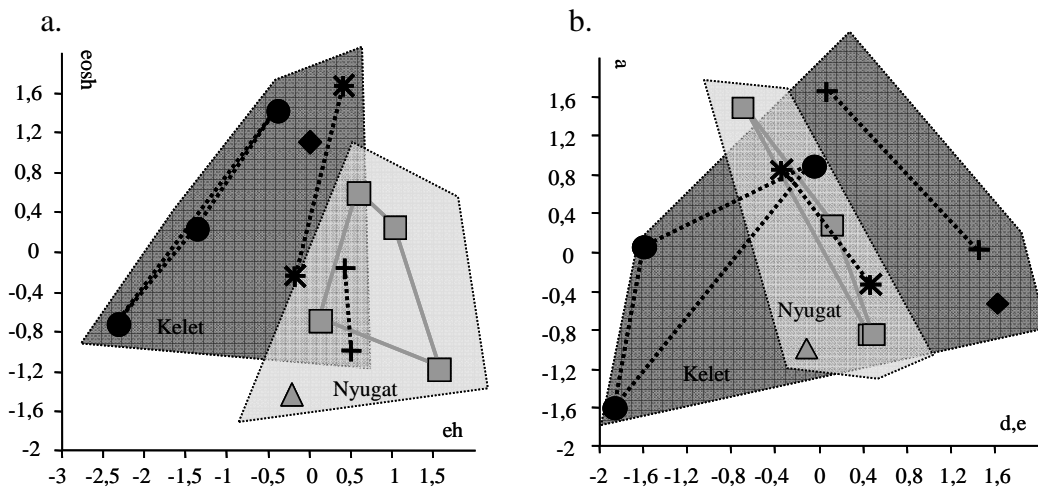 a.
eosh
1,6
1,2
0,8
0,4
0
-0,4
-0,8
-1,2
-1,6
-2
Kelet
Nyugat
eh
-3 -2,5 -2 -1,5 -1 -0,5 0 0,5 1 1,5
b.
a
1,6
1,2
0,8
0,4
0
-0,4
-0,8
-1,2
-1,6
-2
Nyugat
Kelet
d,e
-2 -1,6 -1,2 -0,8 -0,4 0 0,4 0,8 1,2 1,6